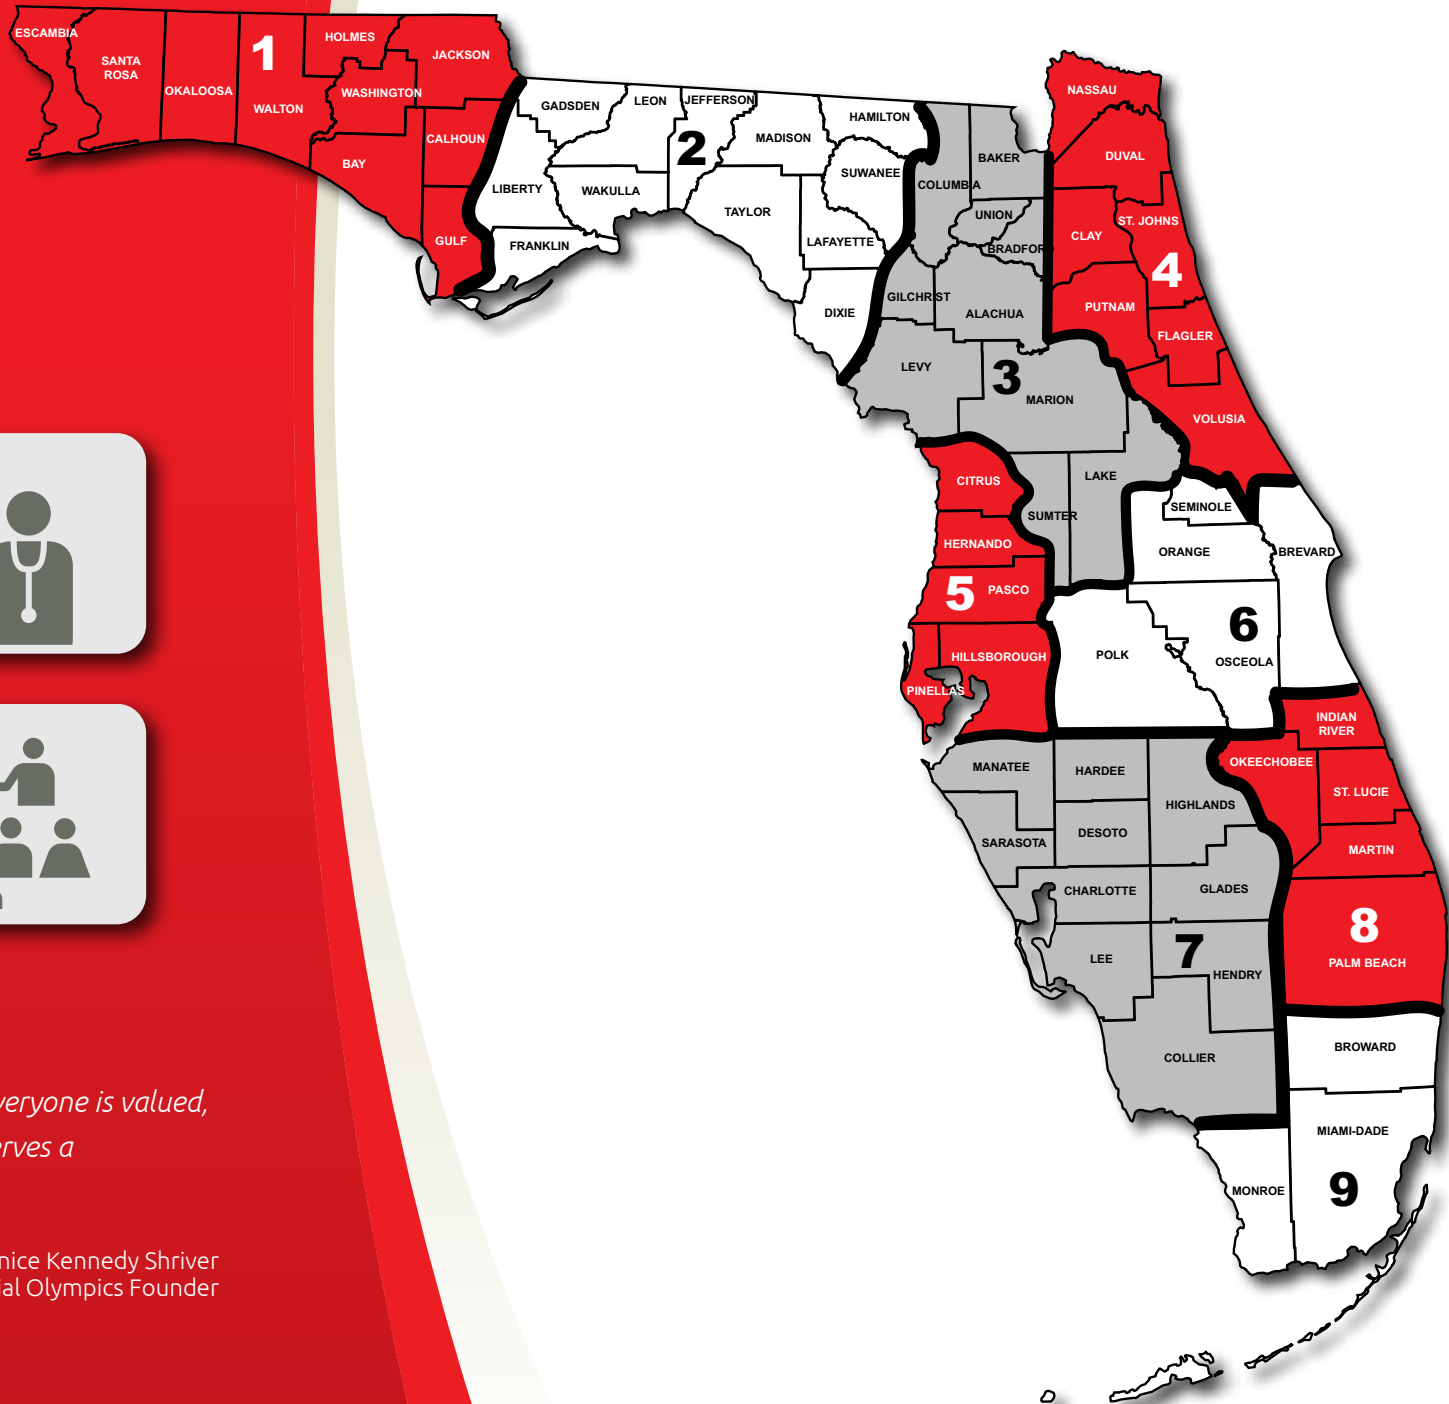 ESCAMBIA
SANTA
ROSA
OKALOOSA
1
WALTON
HOLMES
WASHINGTON
JACKSON
BAY
CALHOUN
GULF
GADSDEN
LEON
JEFFERSON
2
MADISON
HAMILTON
SUWANEE
LIBERTY
WAKULLA
TAYLOR
LAFAYETTE
FRANKLIN
DIXIE
COLUMBIA
BAKER
UNION
BRADFOR
GILCHRIST
ALACHUA
LEVY
3
MARION
LAKE
SUMTER
NASSAU
DUVAL
CLAY
ST. JOHNS
4
PUTNAM
FLAGLER
VOLUSIA
CITRUS
HERNANDO
5
PASCO
HILLSBOROUGH
PINELLAS
SEMINOLE
ORANGE
BREVARD
6
OSCEOLA
POLK
INDIAN
RIVER
OKEECHOBEE
ST. LUCIE
MARTIN
8
PALM BEACH
MANATEE
HARDEE
HIGHLANDS
SARASOTA
DESOTO
CHARLOTTE
GLADES
LEE
7
HENDRY
COLLIER
BROWARD
MIAMI-DADE
MONROE
9
veryone is valued,
erves a
nice Kennedy Shriver
ial Olympics Founder